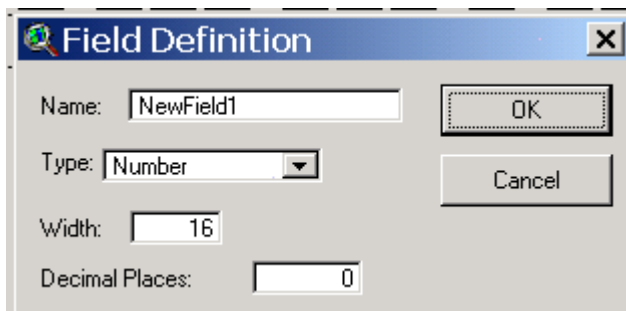 Field Definition
Name: NewField1 OK
Type: Number
Cancel
Width: 16
Decimal Places: 0